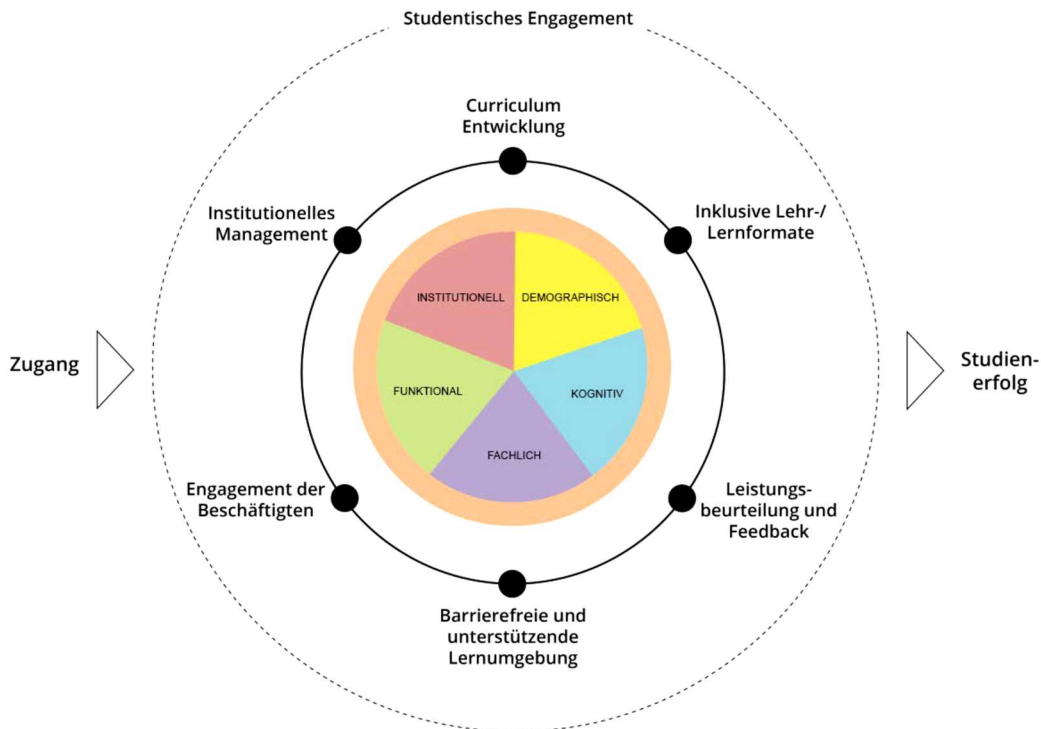 Studentisches Engagement
Curriculum
Entwicklung
Institutionelles
Management
Inklusive Lehr-/
Lernformate
INSTITUTIONELL
DEMOGRAPHISCH
Zugang
Studien-
erfolg
FUNKTIONAL
KOGNITIV
FACHLICH
Engagement der
Beschäftigten
Leistungs-
beurteilung und
Feedback
Barrierefreie und
unterstützende
Lernumgebung